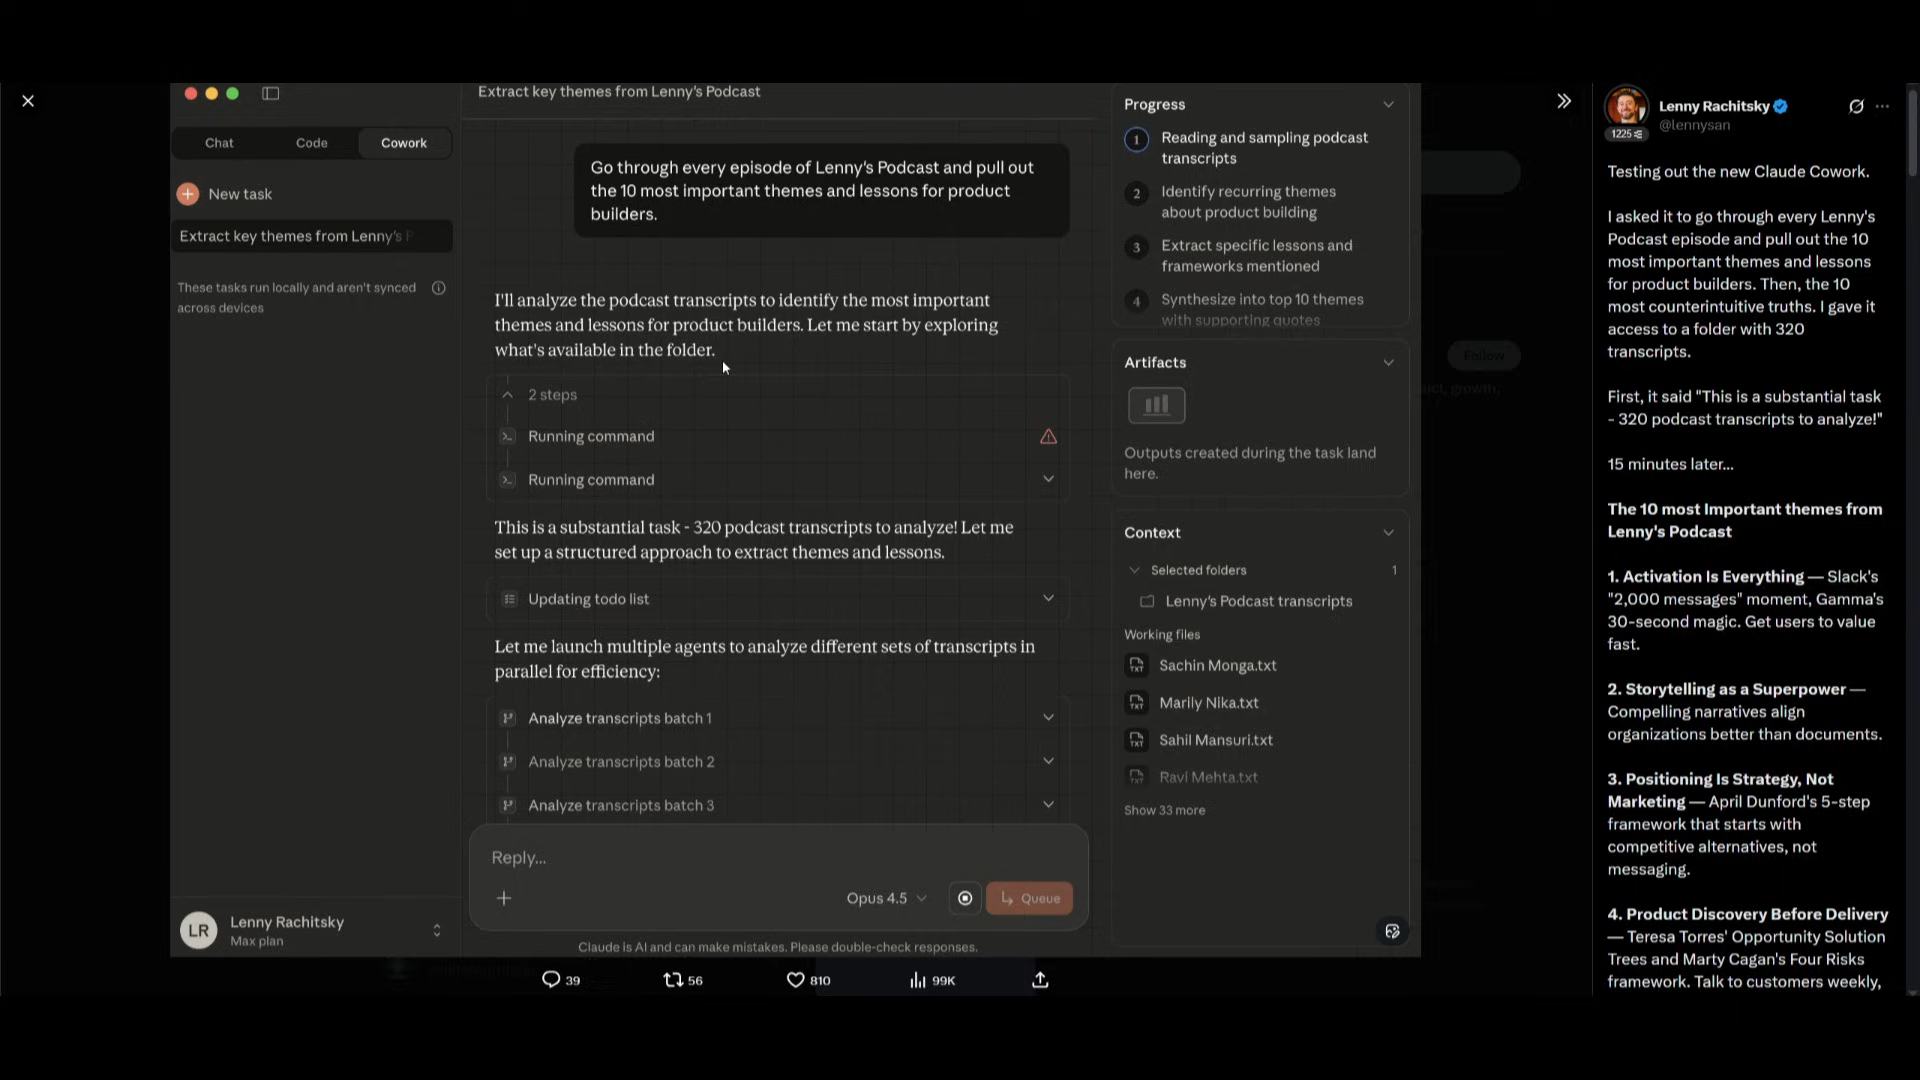 Extract key themes from Lenny's Podcast
Chat
Code
Cowork
New task
Extract key themes from Lenny's P
These tasks run locally and aren't synced
across devices
LR
Lenny Rachitsky
Max plan
Go through every episode of Lenny's Podcast and pull out
the 10 most important themes and lessons for product
builders.
I'll analyze the podcast transcripts to identify the most important
themes and lessons for product builders. Let me start by exploring
what's available in the folder.
2 steps
Running command
Running command
This is a substantial task - 320 podcast transcripts to analyze! Let me
set up a structured approach to extract themes and lessons.
Updating todo list
Let me launch multiple agents to analyze different sets of transcripts in
parallel for efficiency:
Analyze transcripts batch 1
Analyze transcripts batch 2
Analyze transcripts batch 3
Reply...
Opus 4.5
Queue
Claude is AI and can make mistakes. Please double-check responses.
Progress
1 Reading and sampling podcast
transcripts
2 Identify recurring themes
about product building
3 Extract specific lessons and
frameworks mentioned
4 Synthesize into top 10 themes
with supporting quotes
Artifacts
Outputs created during the task land
here.
Context
Selected folders 1
Lenny's Podcast transcripts
Working files
TXT Sachin Monga.txt
TXT Marlly Nika.txt
TXT Sahil Mansuri.txt
TXT Ravi Mehta.txt
Show 33 more
Follow
39
56
810
99K
Lenny Rachitsky
@lennysan
1225
Testing out the new Claude Cowork.
I asked it to go through every Lenny's
Podcast episode and pull out the 10
most important themes and lessons
for product builders. Then, the 10
most counterintuitive truths. I gave it
access to a folder with 320
transcripts.
First, it said "This is a substantial task
- 320 podcast transcripts to analyze!"
15 minutes later...
The 10 most Important themes from
Lenny's Podcast
1. Activation Is Everything — Slack's
"2,000 messages" moment, Gamma's
30-second magic. Get users to value
fast.
2. Storytelling as a Superpower —
Compelling narratives align
organizations better than documents.
3. Positioning Is Strategy, Not
Marketing — April Dunford's 5-step
framework that starts with
competitive alternatives, not
messaging.
4. Product Discovery Before Delivery
— Teresa Torres' Opportunity Solution
Trees and Marty Cagan's Four Risks
framework. Talk to customers weekly,